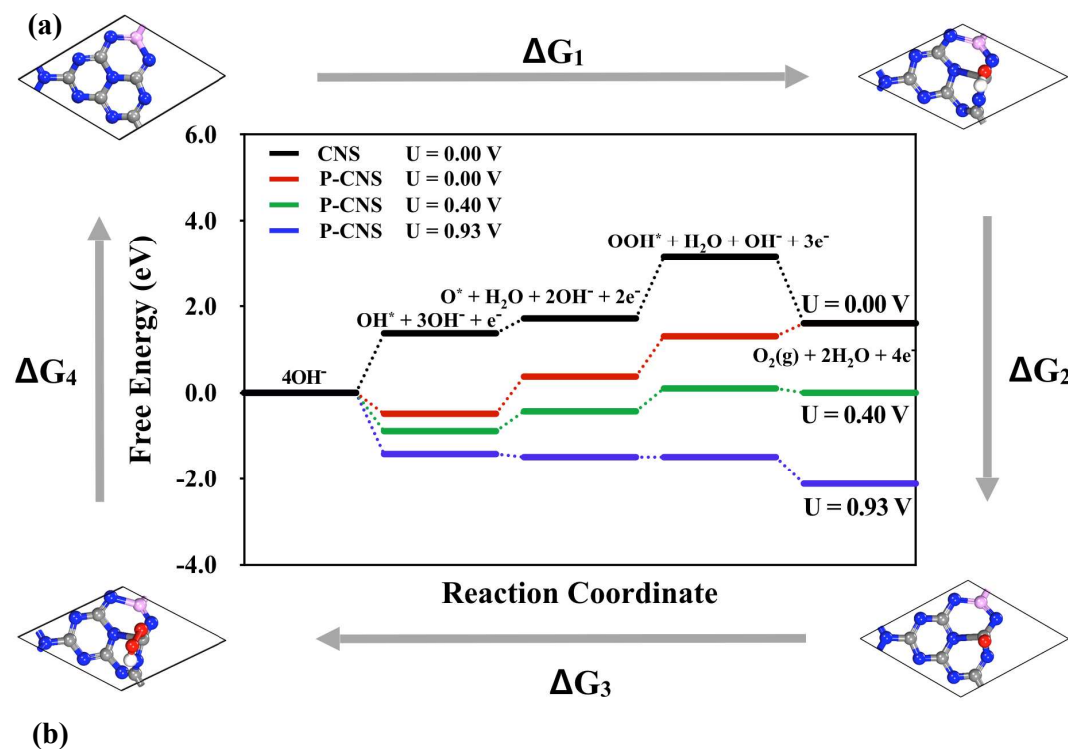 (a)
ΔG₁
6.0
CNS U = 0.00 V
P-CNS U = 0.00 V
P-CNS U = 0.40 V
P-CNS U = 0.93 V
4.0
OOH* + H₂O + OH⁻ + 3e⁻
O* + H₂O + 2OH⁻ + 2e⁻
U = 0.00 V
2.0
OH* + 3OH⁻ + e⁻
O₂(g) + 2H₂O + 4e⁻
ΔG₄
Free Energy (eV)
4OH⁻
0.0
U = 0.40 V
ΔG₂
-2.0
U = 0.93 V
-4.0
Reaction Coordinate
ΔG₃
(b)